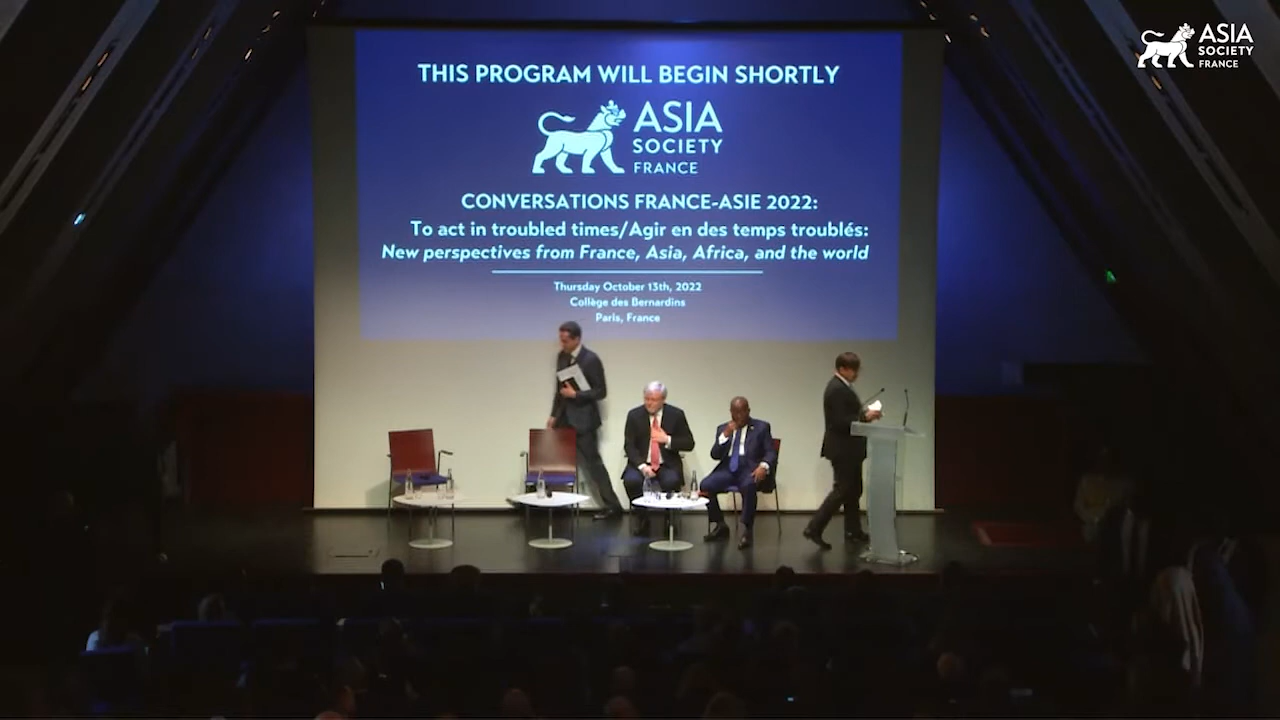 THIS PROGRAM WILL BEGIN SHORTLY
ASIA
SOCIETY
FRANCE
CONVERSATIONS FRANCE-ASIE 2022:
To act in troubled times/Agir en des temps troublés:
New perspectives from France, Asia, Africa, and the world
Thursday October 13th, 2022
Collège des Bernardins
Paris, France
ASIA
SOCIETY
FRANCE